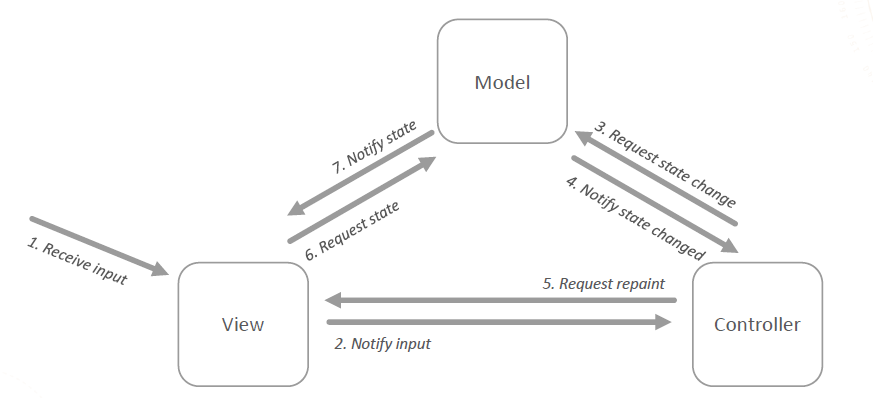 Model
7. Notify state
3. Request state change
6. Request state
4. Notify state changed
1. Receive input
5. Request repaint
View
Controller
2. Notify input